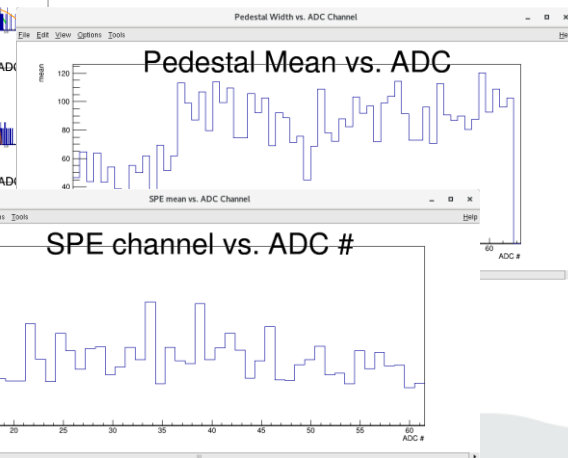 Pedestal Width vs. ADC Channel
File Edit View Options Tools
Pedestal Mean vs. ADC
mean
120
100
80
60
40
60
ADC #
SPE mean vs. ADC Channel
Tools
Help
SPE channel vs. ADC #
20 25 30 35 40 45 50 55 60
ADC #